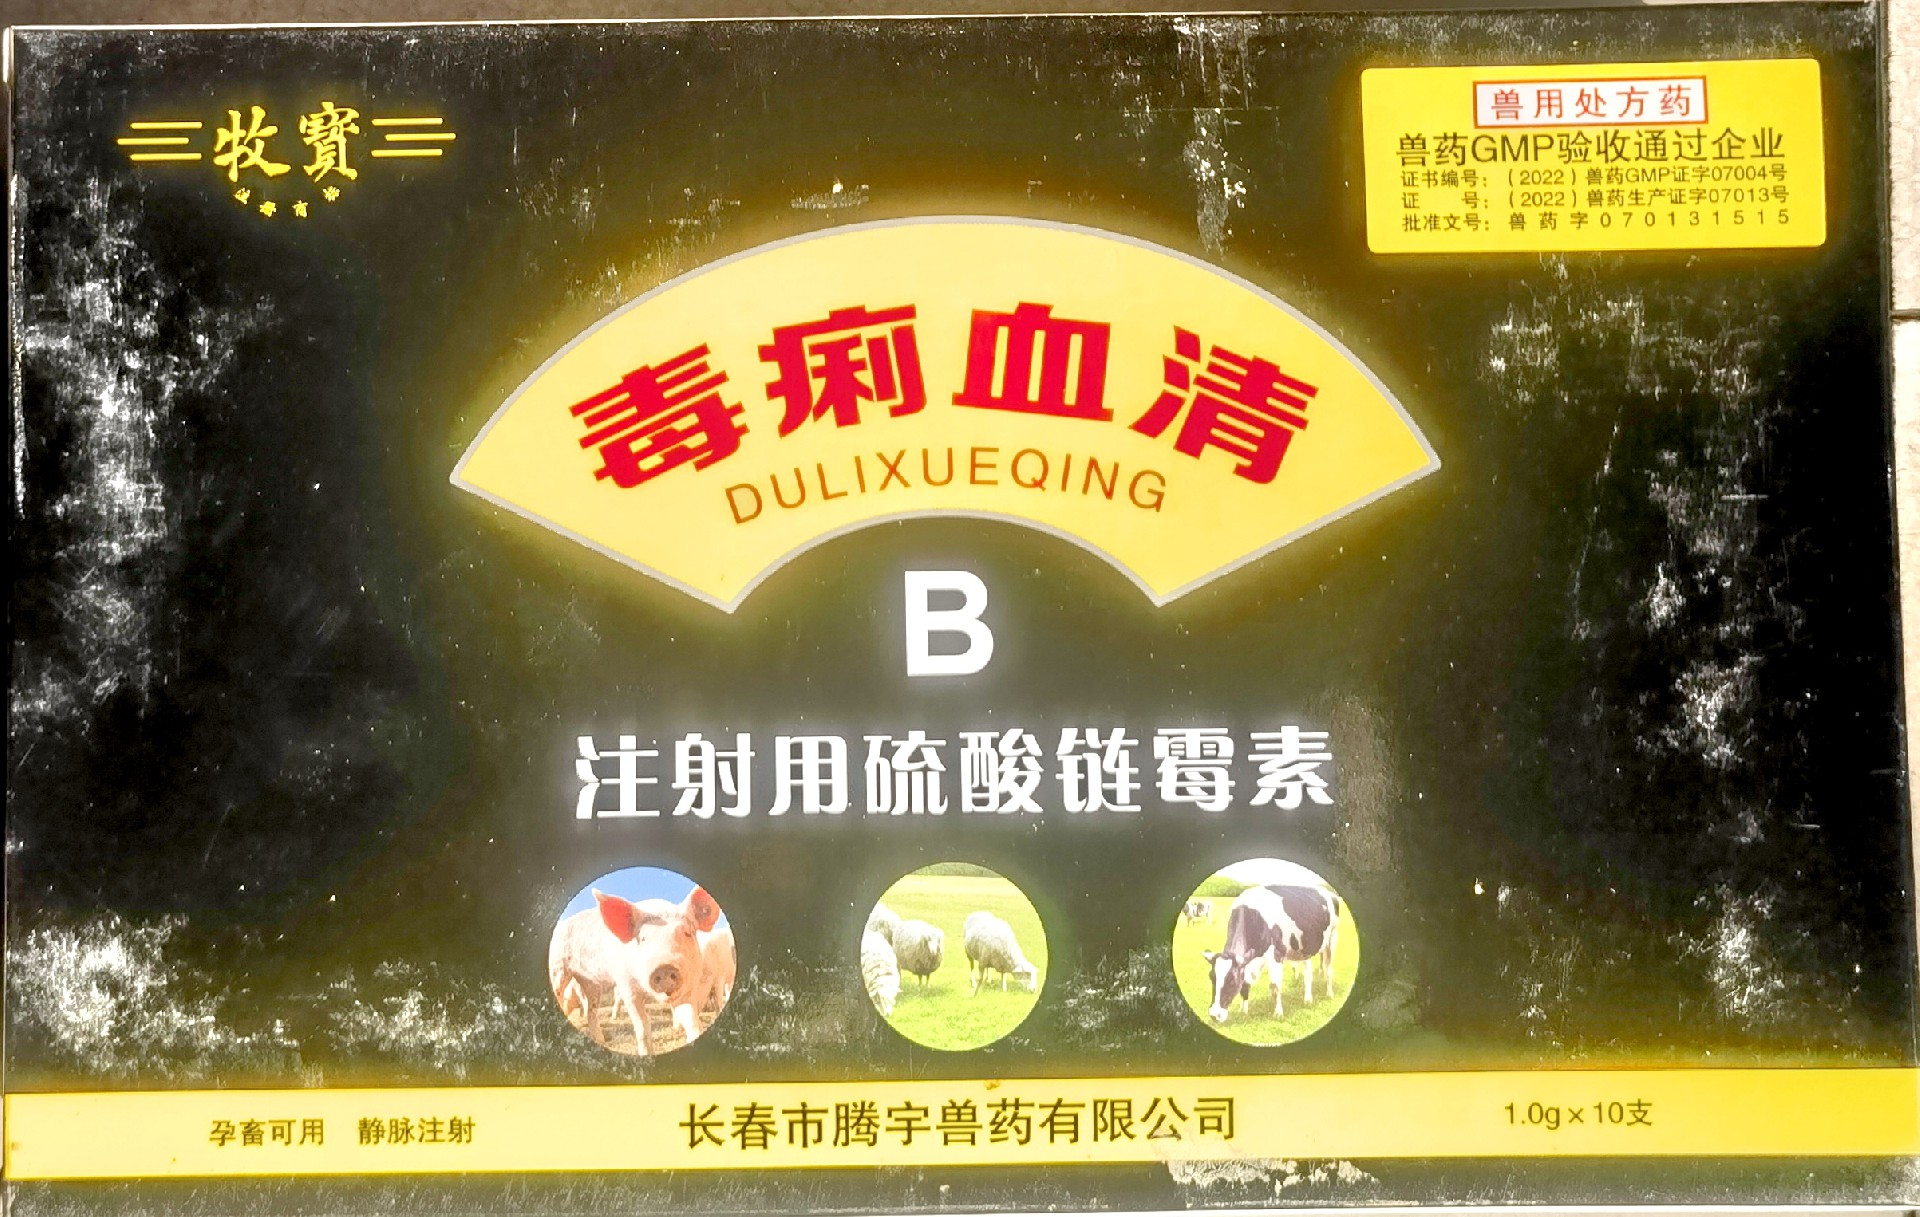 牧寳
兽用处方药
兽药GMP验收通过企业
证书编号：（2022）兽药GMP证字07004号
证　　号：（2022）兽药生产证字07013号
批准文号：兽药字070131515
毒痢血清
DULIXUEQING
B
注射用硫酸链霉素
孕畜可用　静脉注射
长春市腾宇兽药有限公司
1.0g×10支